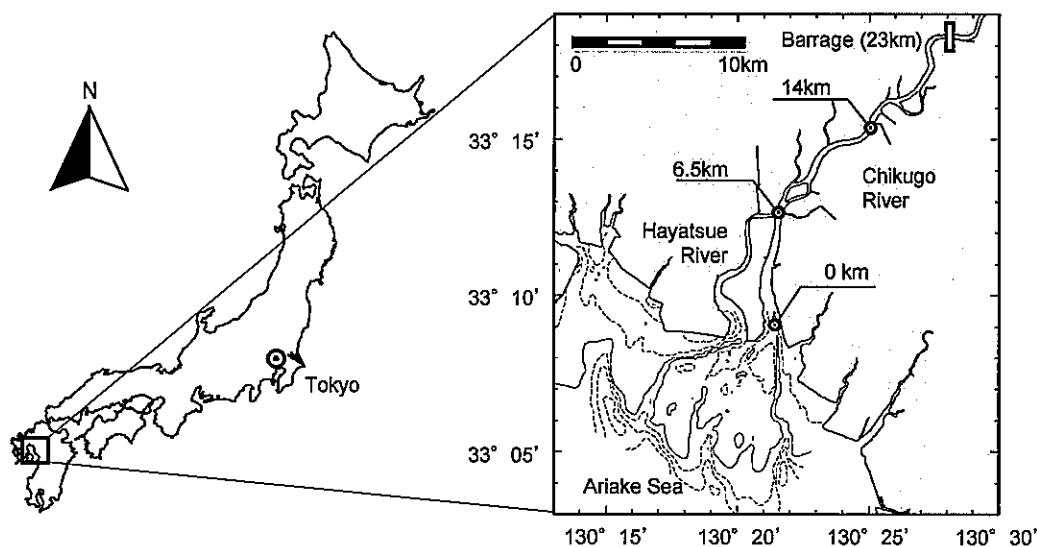 N
Tokyo
0
10km
Barrage (23km)
14km
33° 15'
6.5km
Chikugo
River
Hayatsue
River
33° 10'
0 km
33° 05'
Ariake Sea
130° 15' 130° 20' 130° 25' 130° 30'